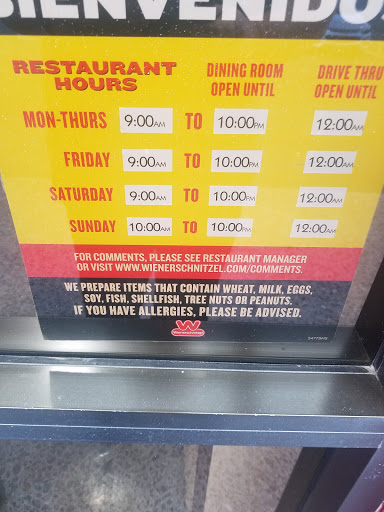 BIENVENIDO
RESTAURANT HOURS
DINING ROOM OPEN UNTIL
DRIVE THRU OPEN UNTIL
MON-THURS 9:00AM TO 10:00PM 12:00AM
FRIDAY 9:00AM TO 10:00PM 12:00AM
SATURDAY 9:00AM TO 10:00PM 12:00AM
SUNDAY 10:00AM TO 10:00PM 12:00AM
FOR COMMENTS, PLEASE SEE RESTAURANT MANAGER
OR VISIT WWW.WIENERSCHNITZEL.COM/COMMENTS.
WE PREPARE ITEMS THAT CONTAIN WHEAT, MILK, EGGS,
SOY, FISH, SHELLFISH, TREE NUTS OR PEANUTS.
IF YOU HAVE ALLERGIES, PLEASE BE ADVISED.
W
Wienerschnitzel